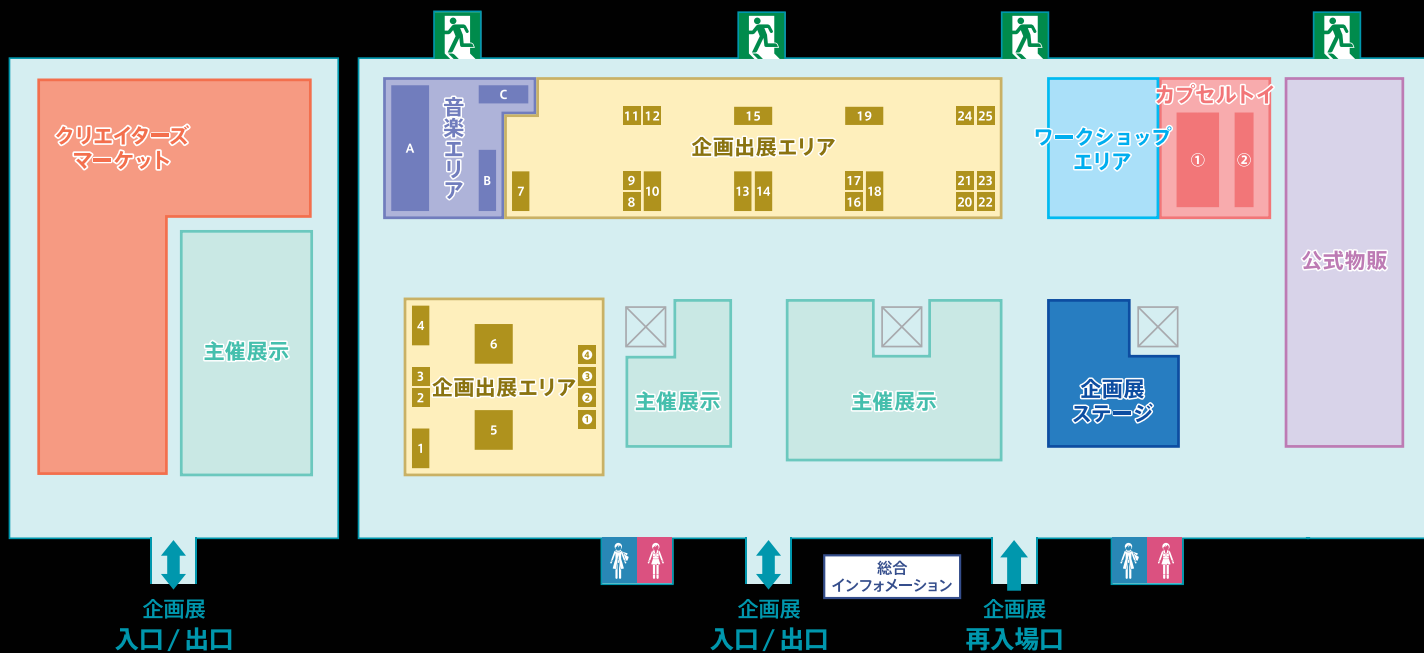 クリエイターズ
マーケット
主催展示
A
音楽エリア
C
B
企画出展エリア
7
11 12
9
8
10
15
13 14
19
17
16
18
24 25
21 23
20 22
ワークショップ
エリア
カプセルトイ
① ②
公式物販
4
3
2
1
6
企画出展エリア
5
❹
❸
❷
❶
主催展示
主催展示
企画展
ステージ
総合
インフォメーション
企画展
入口 / 出口
企画展
入口 / 出口
企画展
再入場口